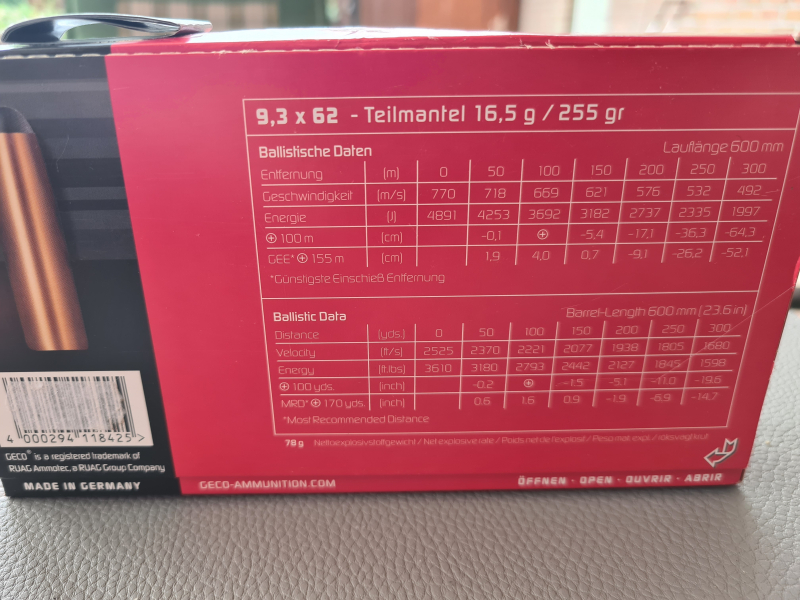 9,3 x 62 - Teilmantel 16,5 g / 255 gr
Ballistische Daten Lauflänge 600 mm
Entfernung (m) 0 50 100 150 200 250 300
Geschwindigkeit (m/s) 770 718 669 621 576 532 492
Energie (J) 4891 4253 3692 3182 2737 2335 1997
⊕ 100 m (cm) -0,1 ⊕ -5,4 -17,1 -36,3 -64,3
GEE* ⊕ 155 m (cm) 1,9 4,0 0,7 -9,1 -26,2 -52,1
*Günstigste Einschieß Entfernung
Ballistic Data Barrel-Length 600 mm (23.6 in)
Distance (yds.) 0 50 100 150 200 250 300
Velocity (ft/s) 2525 2370 2221 2077 1938 1805 1680
Energy (ft.lbs) 3610 3180 2793 2442 2127 1845 1598
⊕ 100 yds. (inch) -0.2 ⊕ -1.5 -5.1 -11.0 -19.6
MRD* ⊕ 170 yds. (inch) 0.6 1.6 0.9 -1.9 -6.9 -14.7
*Most Recommended Distance
78 g Nettoexplosivstoffgewicht / Net explosive
4 000294 118425 >
GECO® is a registered trademark of
RUAG Ammotec, a RUAG Group Company
MADE IN GERMANY
GECO-AMMUNITION.COM
ÖFFNEN · OPEN · OUVRIR · ABRIR